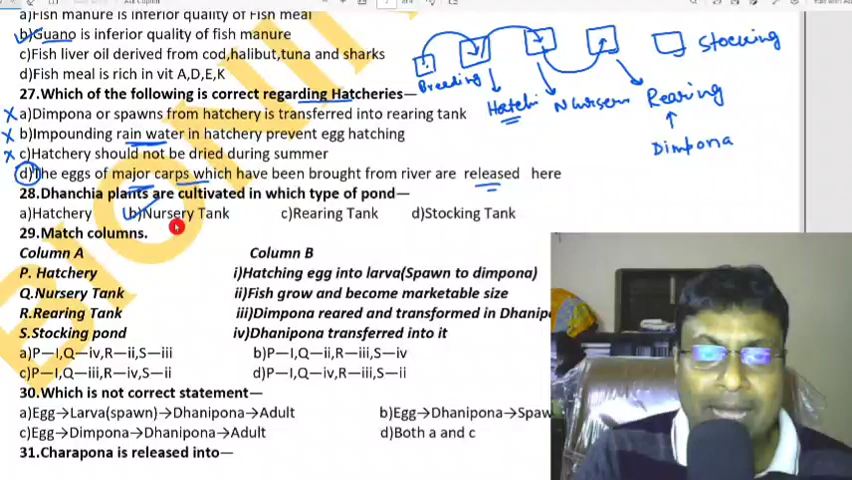 a)Fish manure is inferior quality of Fish meal
b)Guano is inferior quality of fish manure
c)Fish liver oil derived from cod,halibut,tuna and sharks
d)Fish meal is rich in vit A,D,E,K
27.Which of the following is correct regarding Hatcheries—
a)Dimpona or spawns from hatchery is transferred into rearing tank
b)Impounding rain water in hatchery prevent egg hatching
c)Hatchery should not be dried during summer
d)The eggs of major carps which have been brought from river are released here
Breeding Hatchi Nursery Rearing Stocking
Dimpona
28.Dhanchia plants are cultivated in which type of pond—
a)Hatchery b)Nursery Tank c)Rearing Tank d)Stocking Tank
29.Match columns.
Column A Column B
P. Hatchery i)Hatching egg into larva(Spawn to dimpona)
Q.Nursery Tank ii)Fish grow and become marketable size
R.Rearing Tank iii)Dimpona reared and transformed in Dhanip
S.Stocking pond iv)Dhanipona transferred into it
a)P—I,Q—iv,R—ii,S—iii b)P—I,Q—ii,R—iii,S—iv
c)P—I,Q—iii,R—iv,S—ii d)P—I,Q—iv,R—iii,S—ii
30.Which is not correct statement—
a)Egg→Larva(spawn)→Dhanipona→Adult b)Egg→Dhanipona→Spaw
c)Egg→Dimpona→Dhanipona→Adult d)Both a and c
31.Charapona is released into—